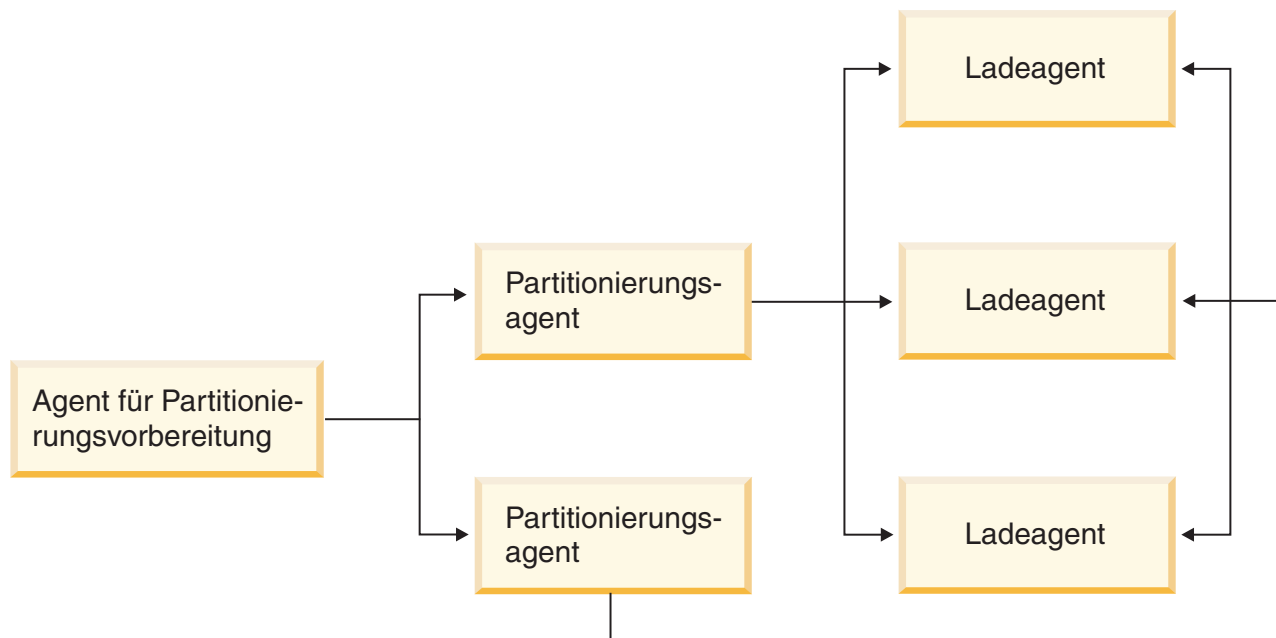 Agent für Partitionie-
rungsvorbereitung
Partitionierungs-
agent
Partitionierungs-
agent
Ladeagent
Ladeagent
Ladeagent